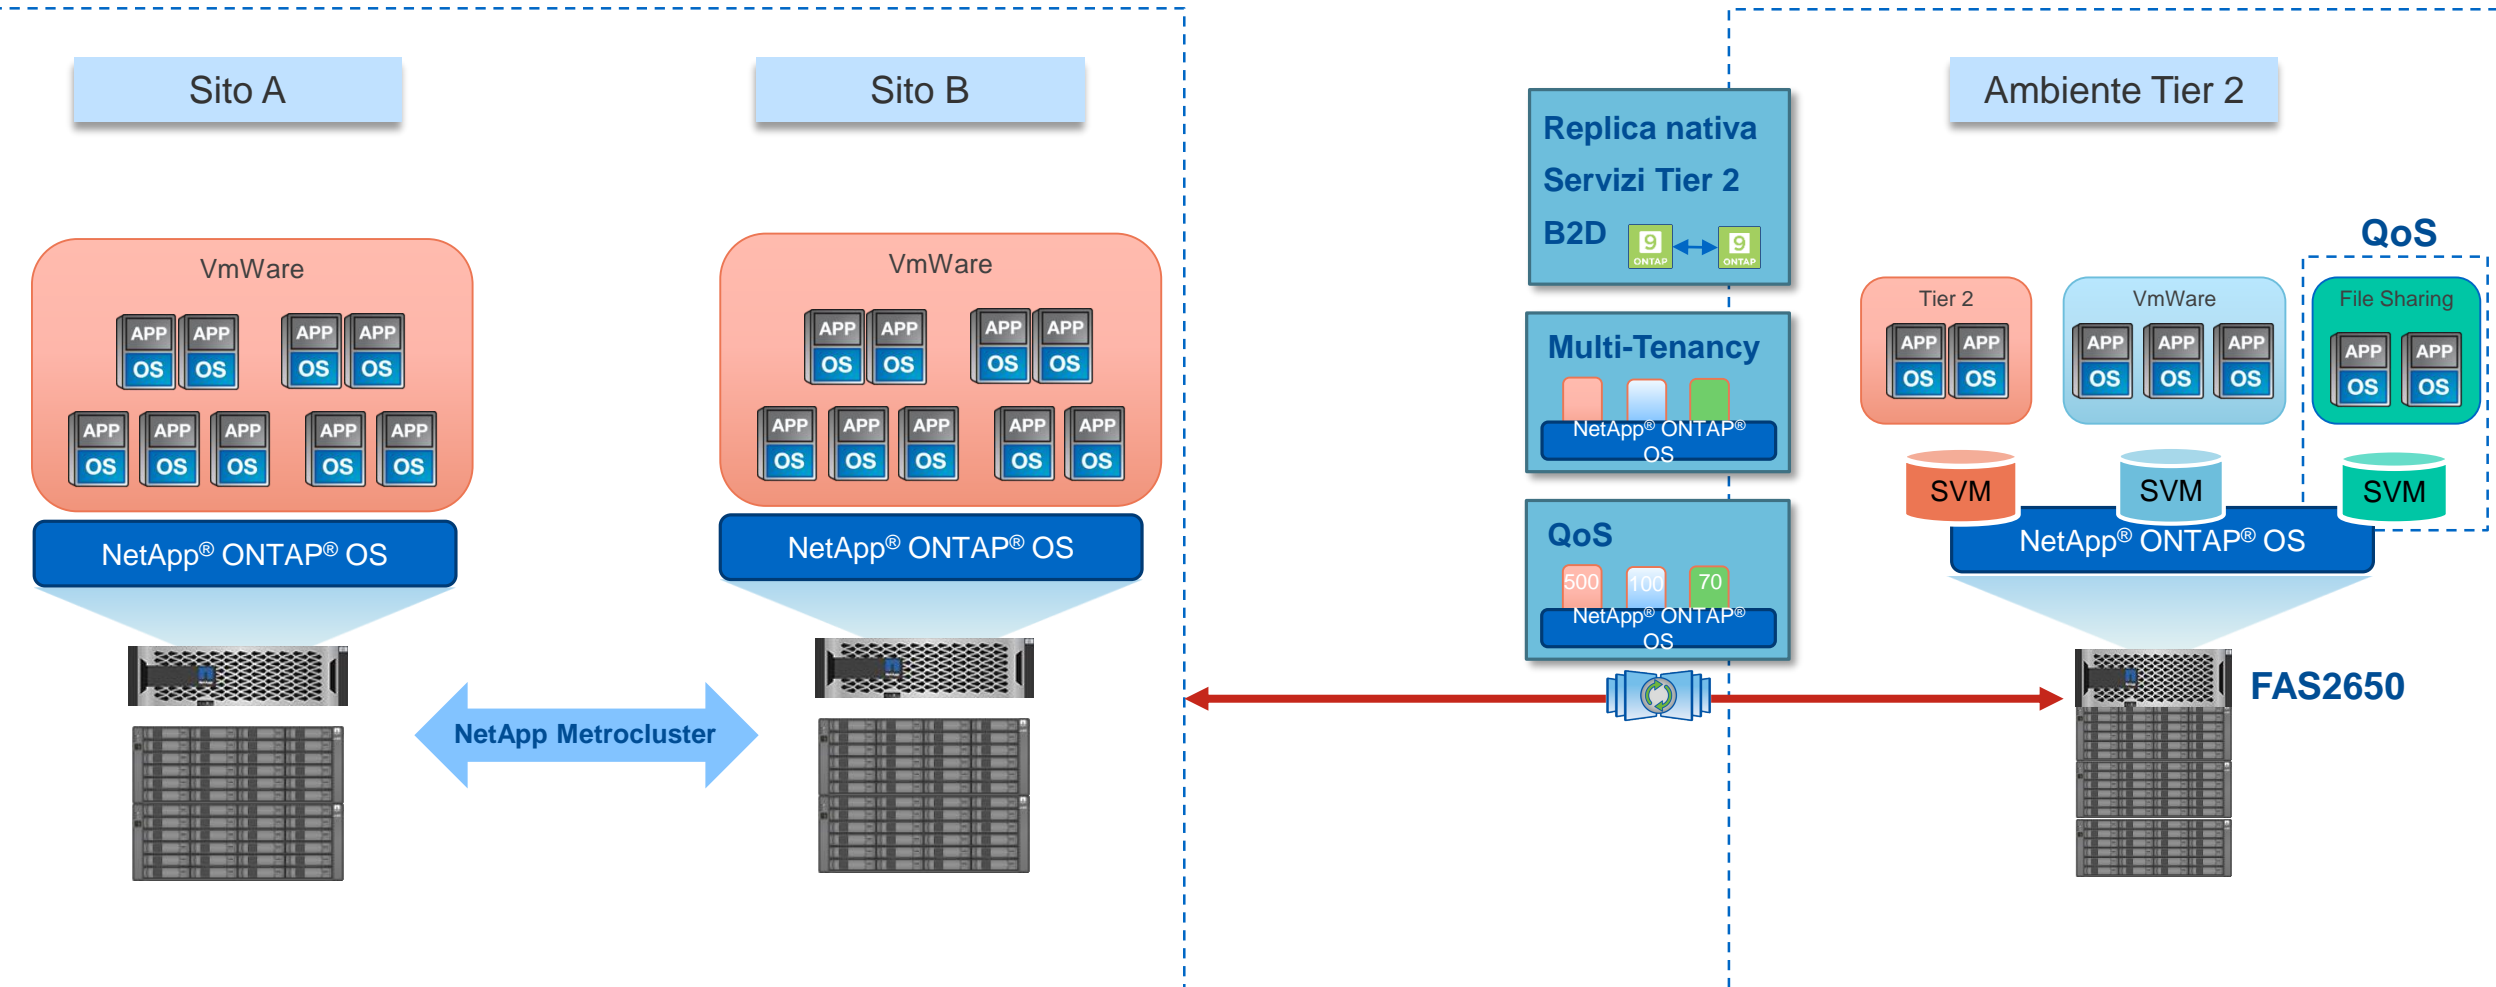 Sito A
Sito B
Ambiente Tier 2
VmWare
APP APP APP APP
OS OS OS OS
APP APP APP APP APP
OS OS OS OS OS
NetApp® ONTAP® OS
VmWare
APP APP APP APP
OS OS OS OS
APP APP APP APP APP
OS OS OS OS OS
NetApp® ONTAP® OS
NetApp Metrocluster
Replica nativa
Servizi Tier 2
B2D
9
ONTAP
9
ONTAP
Multi-Tenancy
NetApp® ONTAP®
OS
QoS
500 100 70
NetApp® ONTAP®
OS
QoS
Tier 2
APP APP
OS OS
VmWare
APP APP APP
OS OS OS
File Sharing
APP APP
OS OS
SVM
SVM
SVM
NetApp® ONTAP® OS
FAS2650